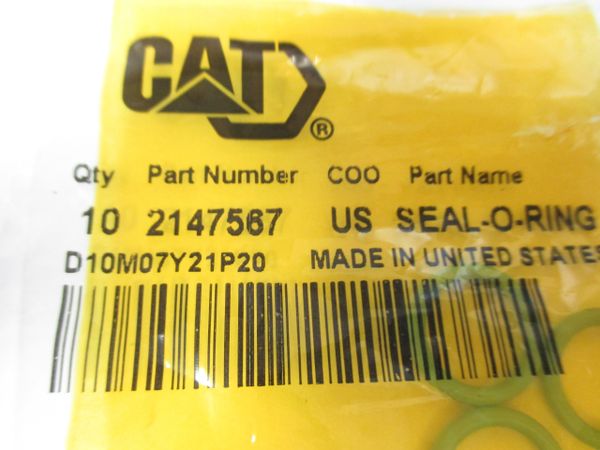 CAT®
Qty Part Number COO Part Name
10 2147567 US SEAL-O-RING
D10M07Y21P20 MADE IN UNITED STATES